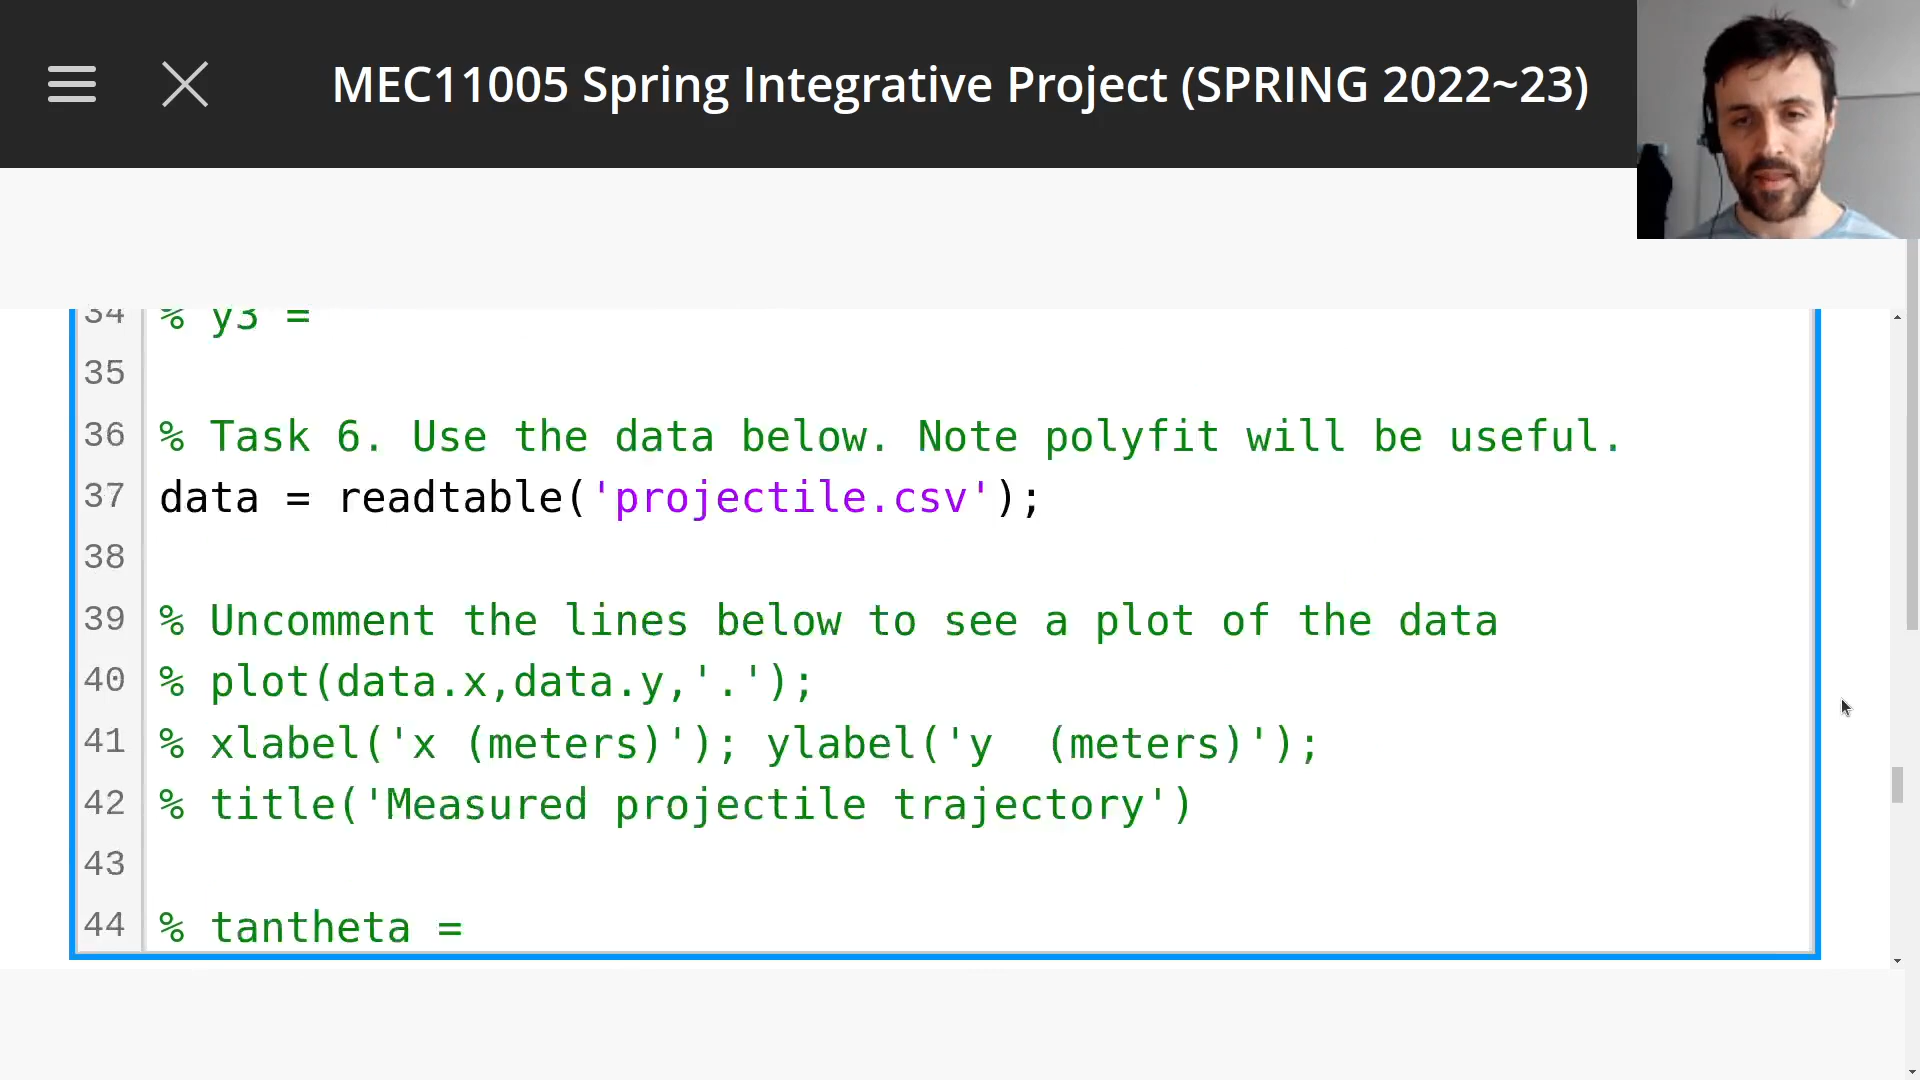 MEC11005 Spring Integrative Project (SPRING 2022~23)
34 % y3 =
35
36 % Task 6. Use the data below. Note polyfit will be useful.
37 data = readtable('projectile.csv');
38
39 % Uncomment the lines below to see a plot of the data
40 % plot(data.x,data.y,'.');
41 % xlabel('x (meters)'); ylabel('y  (meters)');
42 % title('Measured projectile trajectory')
43
44 % tantheta =